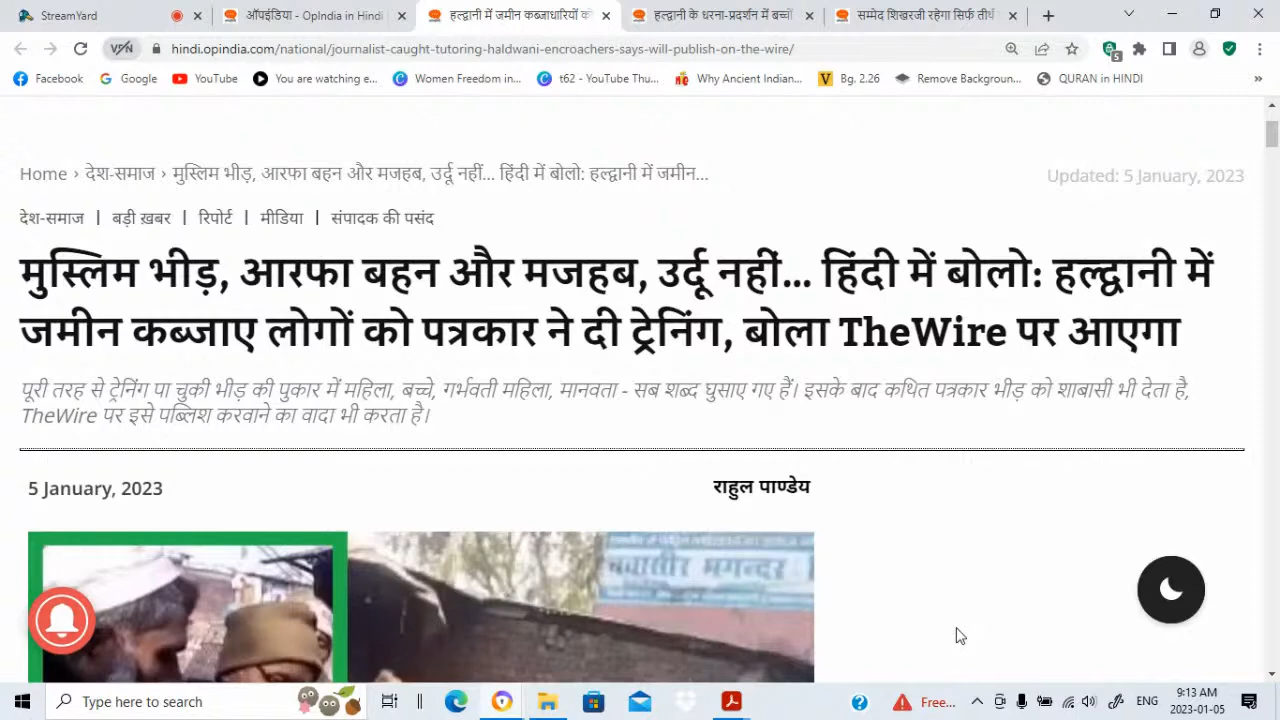 StreamYard
ऑपइंडिया - OpIndia in Hindi
हल्द्वानी में जमीन कब्जाधारियों को
हल्द्वानी के धरना-प्रदर्शन में बच्चों
सम्मेद शिखरजी रहेगा सिर्फ तीर्थ
VPN
hindi.opindia.com/national/journalist-caught-tutoring-haldwani-encroachers-says-will-publish-on-the-wire/
5
Facebook
Google
YouTube
You are watching e...
Women Freedom in...
t62 - YouTube Thu...
Why Ancient Indian...
Bg. 2.26
Remove Backgroun...
QURAN in HINDI
Home › देश-समाज › मुस्लिम भीड़, आरफा बहन और मजहब, उर्दू नहीं... हिंदी में बोलो: हल्द्वानी में जमीन...
Updated: 5 January, 2023
देश-समाज | बड़ी ख़बर | रिपोर्ट | मीडिया | संपादक की पसंद
मुस्लिम भीड़, आरफा बहन और मजहब, उर्दू नहीं... हिंदी में बोलो: हल्द्वानी में
जमीन कब्जाए लोगों को पत्रकार ने दी ट्रेनिंग, बोला TheWire पर आएगा
पूरी तरह से ट्रेनिंग पा चुकी भीड़ की पुकार में महिला, बच्चे, गर्भवती महिला, मानवता - सब शब्द घुसाए गए हैं। इसके बाद कथित पत्रकार भीड़ को शाबासी भी देता है,
TheWire पर इसे पब्लिश करवाने का वादा भी करता है।
5 January, 2023
राहुल पाण्डेय
बवासीर भगन्दर
Type here to search
Free...
ENG
9:13 AM
2023-01-05